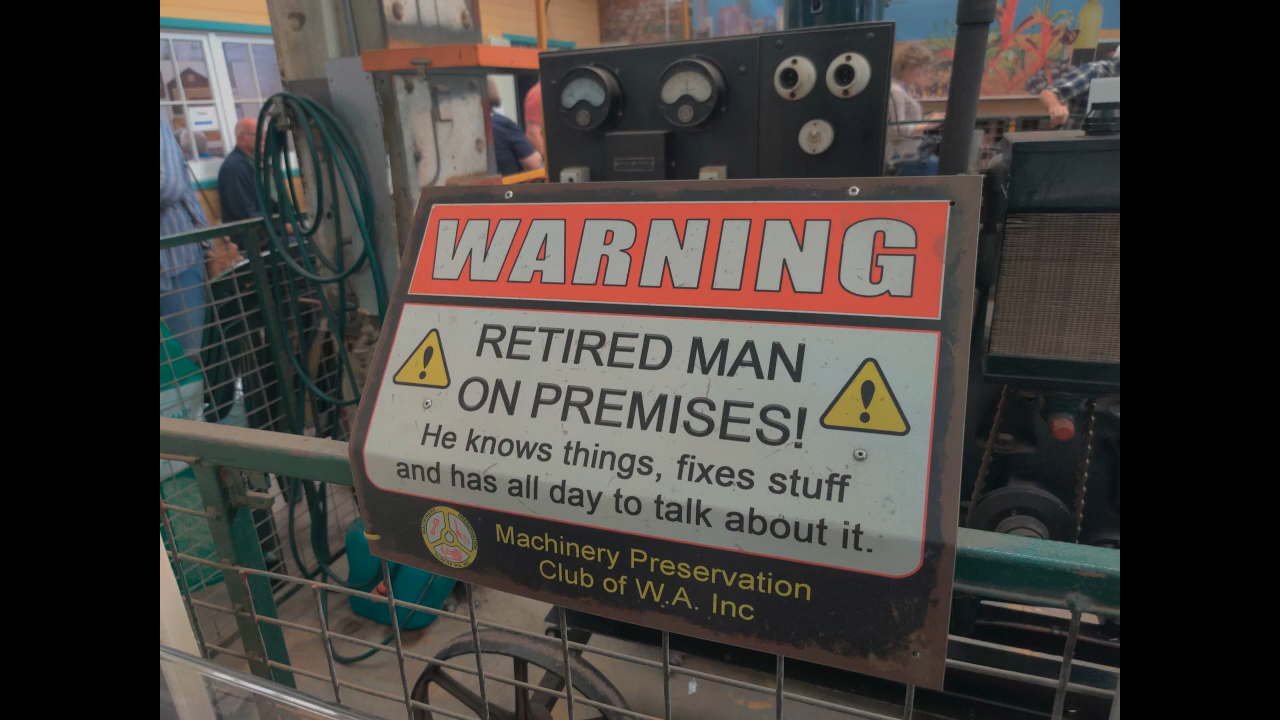 WARNING
RETIRED MAN
ON PREMISES!
He knows things, fixes stuff
and has all day to talk about it.
Machinery Preservation
Club of W.A. Inc